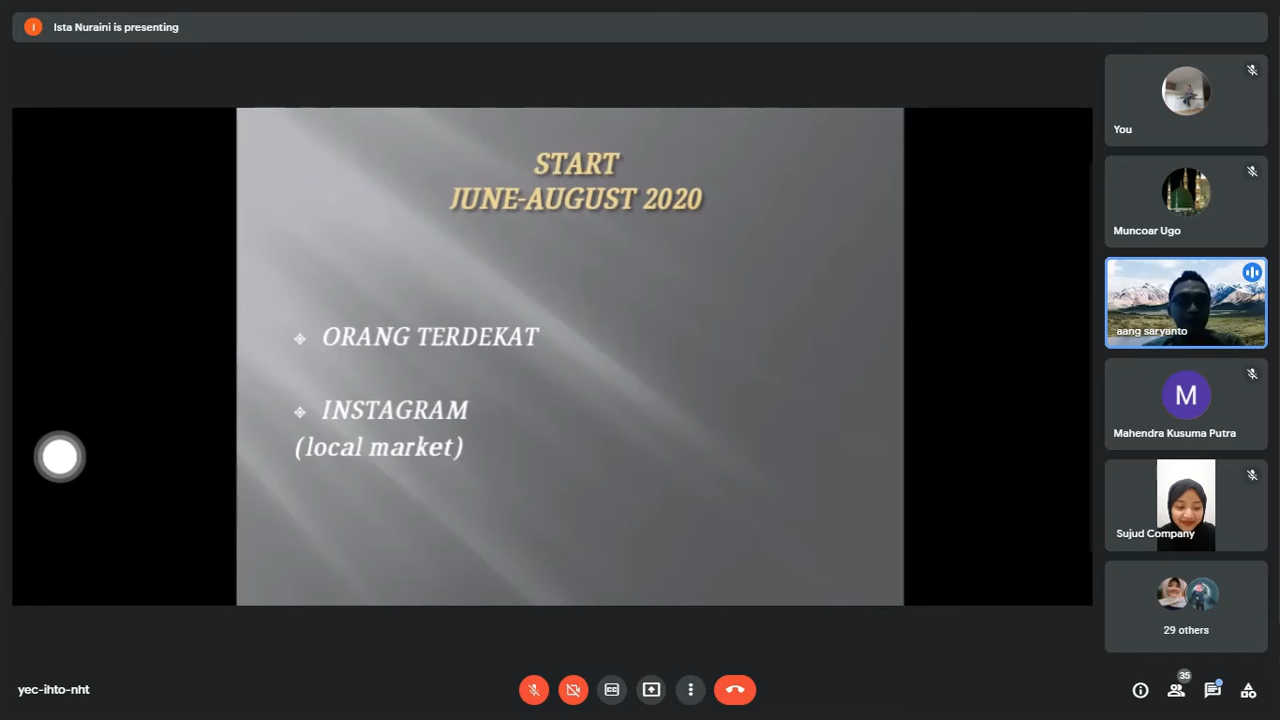 i
Ista Nuraini is presenting
START
JUNE-AUGUST 2020
❖ ORANG TERDEKAT
❖ INSTAGRAM
(local market)
You
Muncoar Ugo
aang saryanto
M
Mahendra Kusuma Putra
Sujud Company
29 others
yec-ihto-nht
CC
35